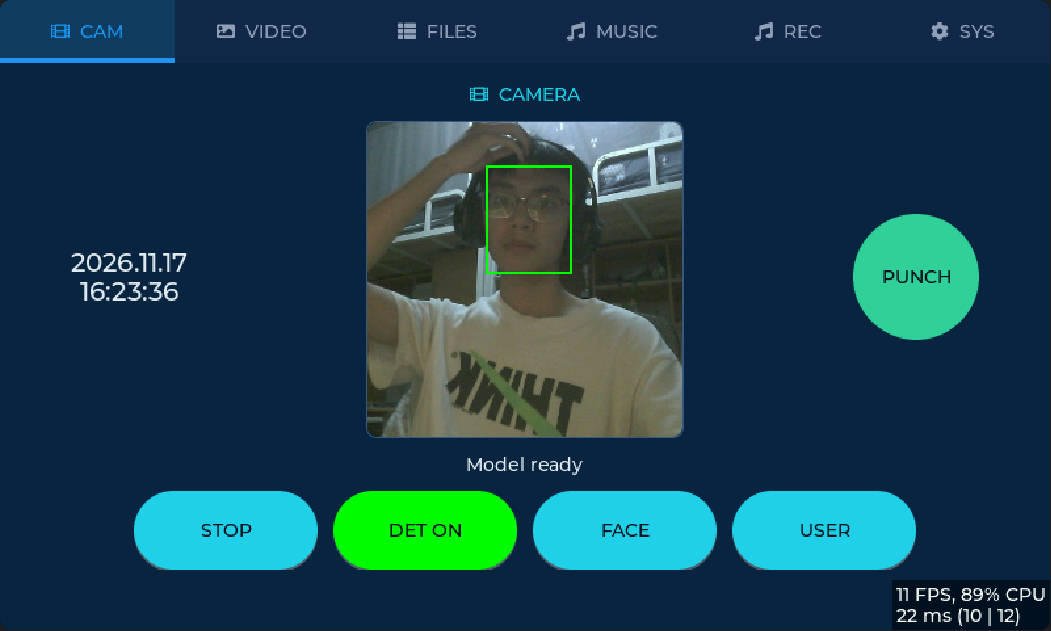 CAM
VIDEO
FILES
MUSIC
REC
SYS
CAMERA
2026.11.17
16:23:36
THINK
PUNCH
Model ready
STOP
DET ON
FACE
USER
11 FPS, 89% CPU
22 ms (10 | 12)